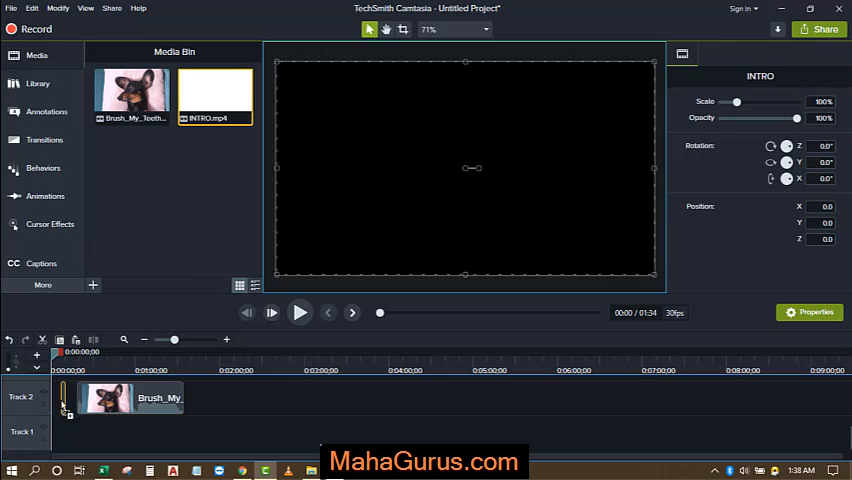 File Edit Modify View Share Help
TechSmith Camtasia - Untitled Project*
Sign In
Record
71%
Share
Media
Library
Annotations
Transitions
Behaviors
Animations
Cursor Effects
CC Captions
More
Media Bin
Brush_My_Teeth...
INTRO.mp4
INTRO
Scale 100%
Opacity 100%
Rotation: Z 0.0°
Y 0.0°
X 0.0°
Position: X 0.0
Y 0.0
Z 0.0
00:00 / 01:34 30fps
Properties
0:00:00;00
0:00:00;00 0:01:00;00 0:02:00;00 0:03:00;00 0:04:00;00 0:05:00;00 0:06:00;00 0:07:00;00 0:08:00;00 0:09:00;00
Track 2
Brush_My_
Track 1
MahaGurus.com
1:38 AM